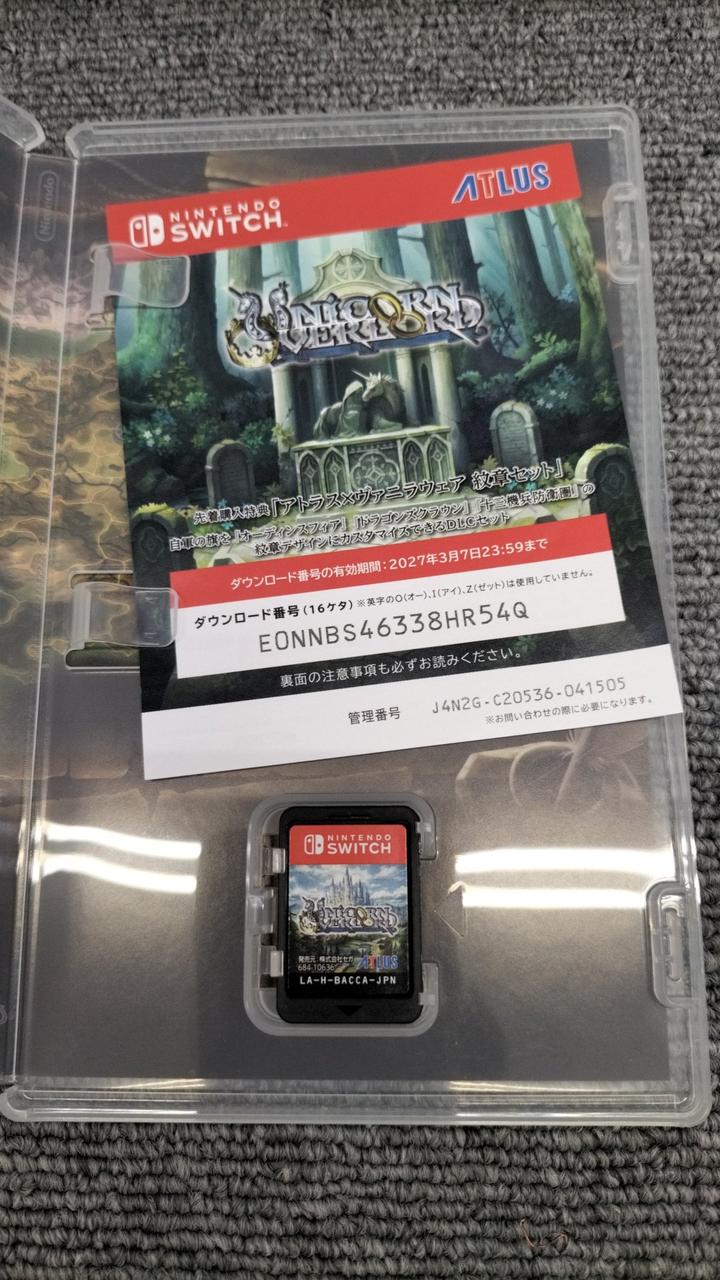 Nintendo
NINTENDO
SWITCH
ATLUS
UNICORN
OVERLORD
先着購入特典「アトラス×ヴァニラウェア 紋章セット」
自軍の旗を『オーディンスフィア』『ドラゴンズクラウン』『十三機兵防衛圏』の
紋章デザインにカスタマイズできるDLCセット
ダウンロード番号の有効期間:2027年3月7日23:59まで
ダウンロード番号(16ケタ) ※英字のO(オー)、I(アイ)、Z(ゼット)は使用していません。
E0NNBS46338HR54Q
裏面の注意事項も必ずお読みください。
管理番号 J4N2G-C20536-041505
※お問い合わせの際に必要になります。
NINTENDO
SWITCH
UNICORN
OVERLORD
発売元:株式会社セガ
684-10636
ATLUS
LA-H-BACCA-JPN